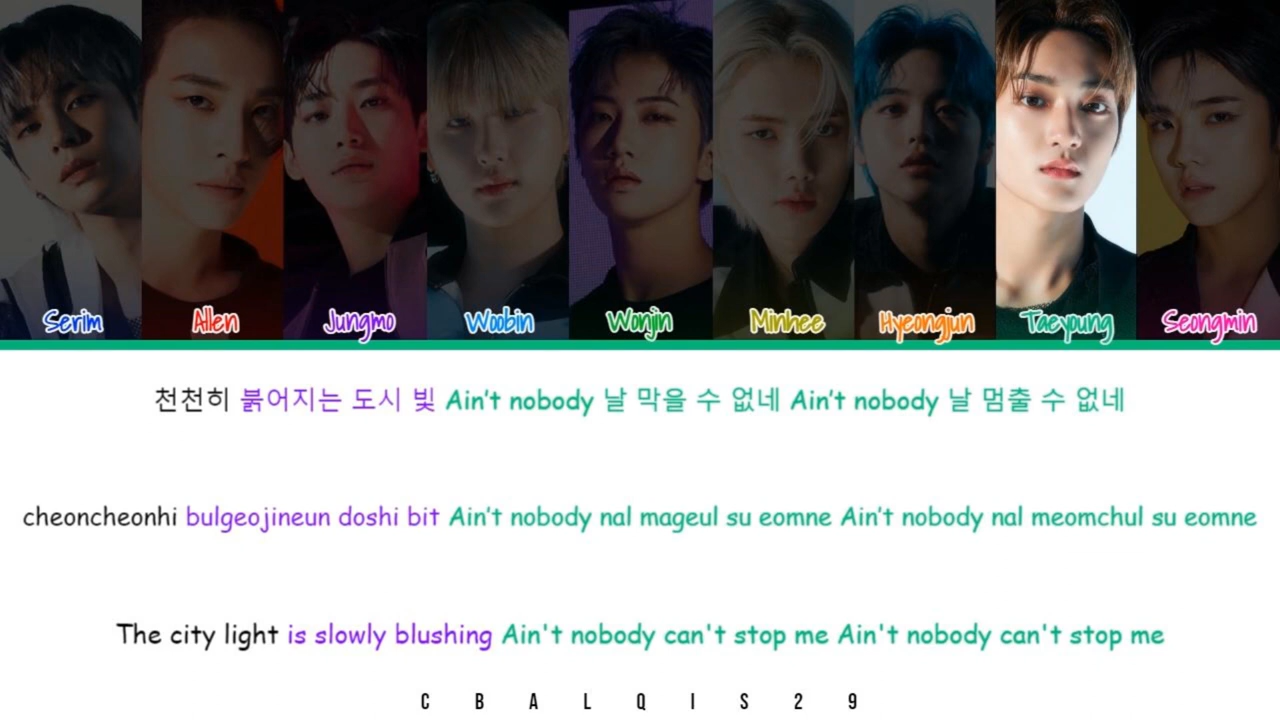 Serim Allen Jungmo Woobin Wonjin Minhee Hyeongjun Taeyoung Seongmin
천천히 붉어지는 도시 빛 Ain’t nobody 날 막을 수 없네 Ain’t nobody 날 멈출 수 없네
cheoncheonhi bulgeojineun doshi bit Ain’t nobody nal mageul su eomne Ain’t nobody nal meomchul su eomne
The city light is slowly blushing Ain't nobody can't stop me Ain't nobody can't stop me
C B A L Q I S 2 9